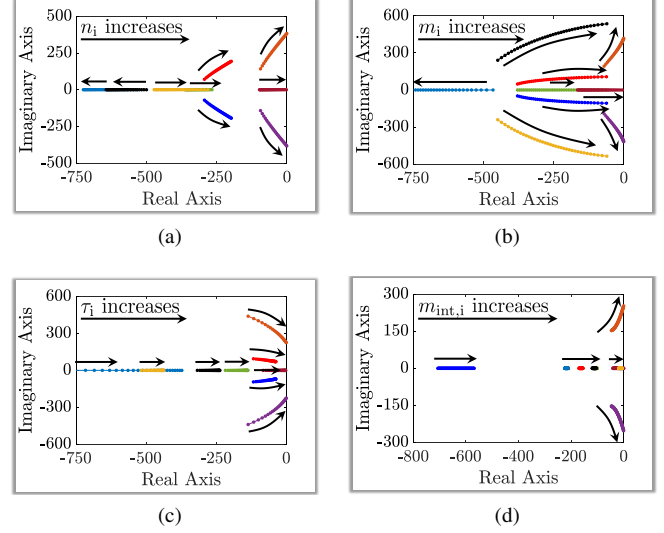 n_i increases
Imaginary Axis
500
250
0
-250
-500
-750
-500
-250
0
Real Axis
(a)
m_i increases
Imaginary Axis
600
300
0
-300
-600
-750
-500
-250
0
Real Axis
(b)
τ_i increases
Imaginary Axis
600
300
0
-300
-600
-750
-500
-250
0
Real Axis
(c)
m_int,i increases
Imaginary Axis
300
150
0
-150
-300
-800
-600
-400
-200
0
Real Axis
(d)